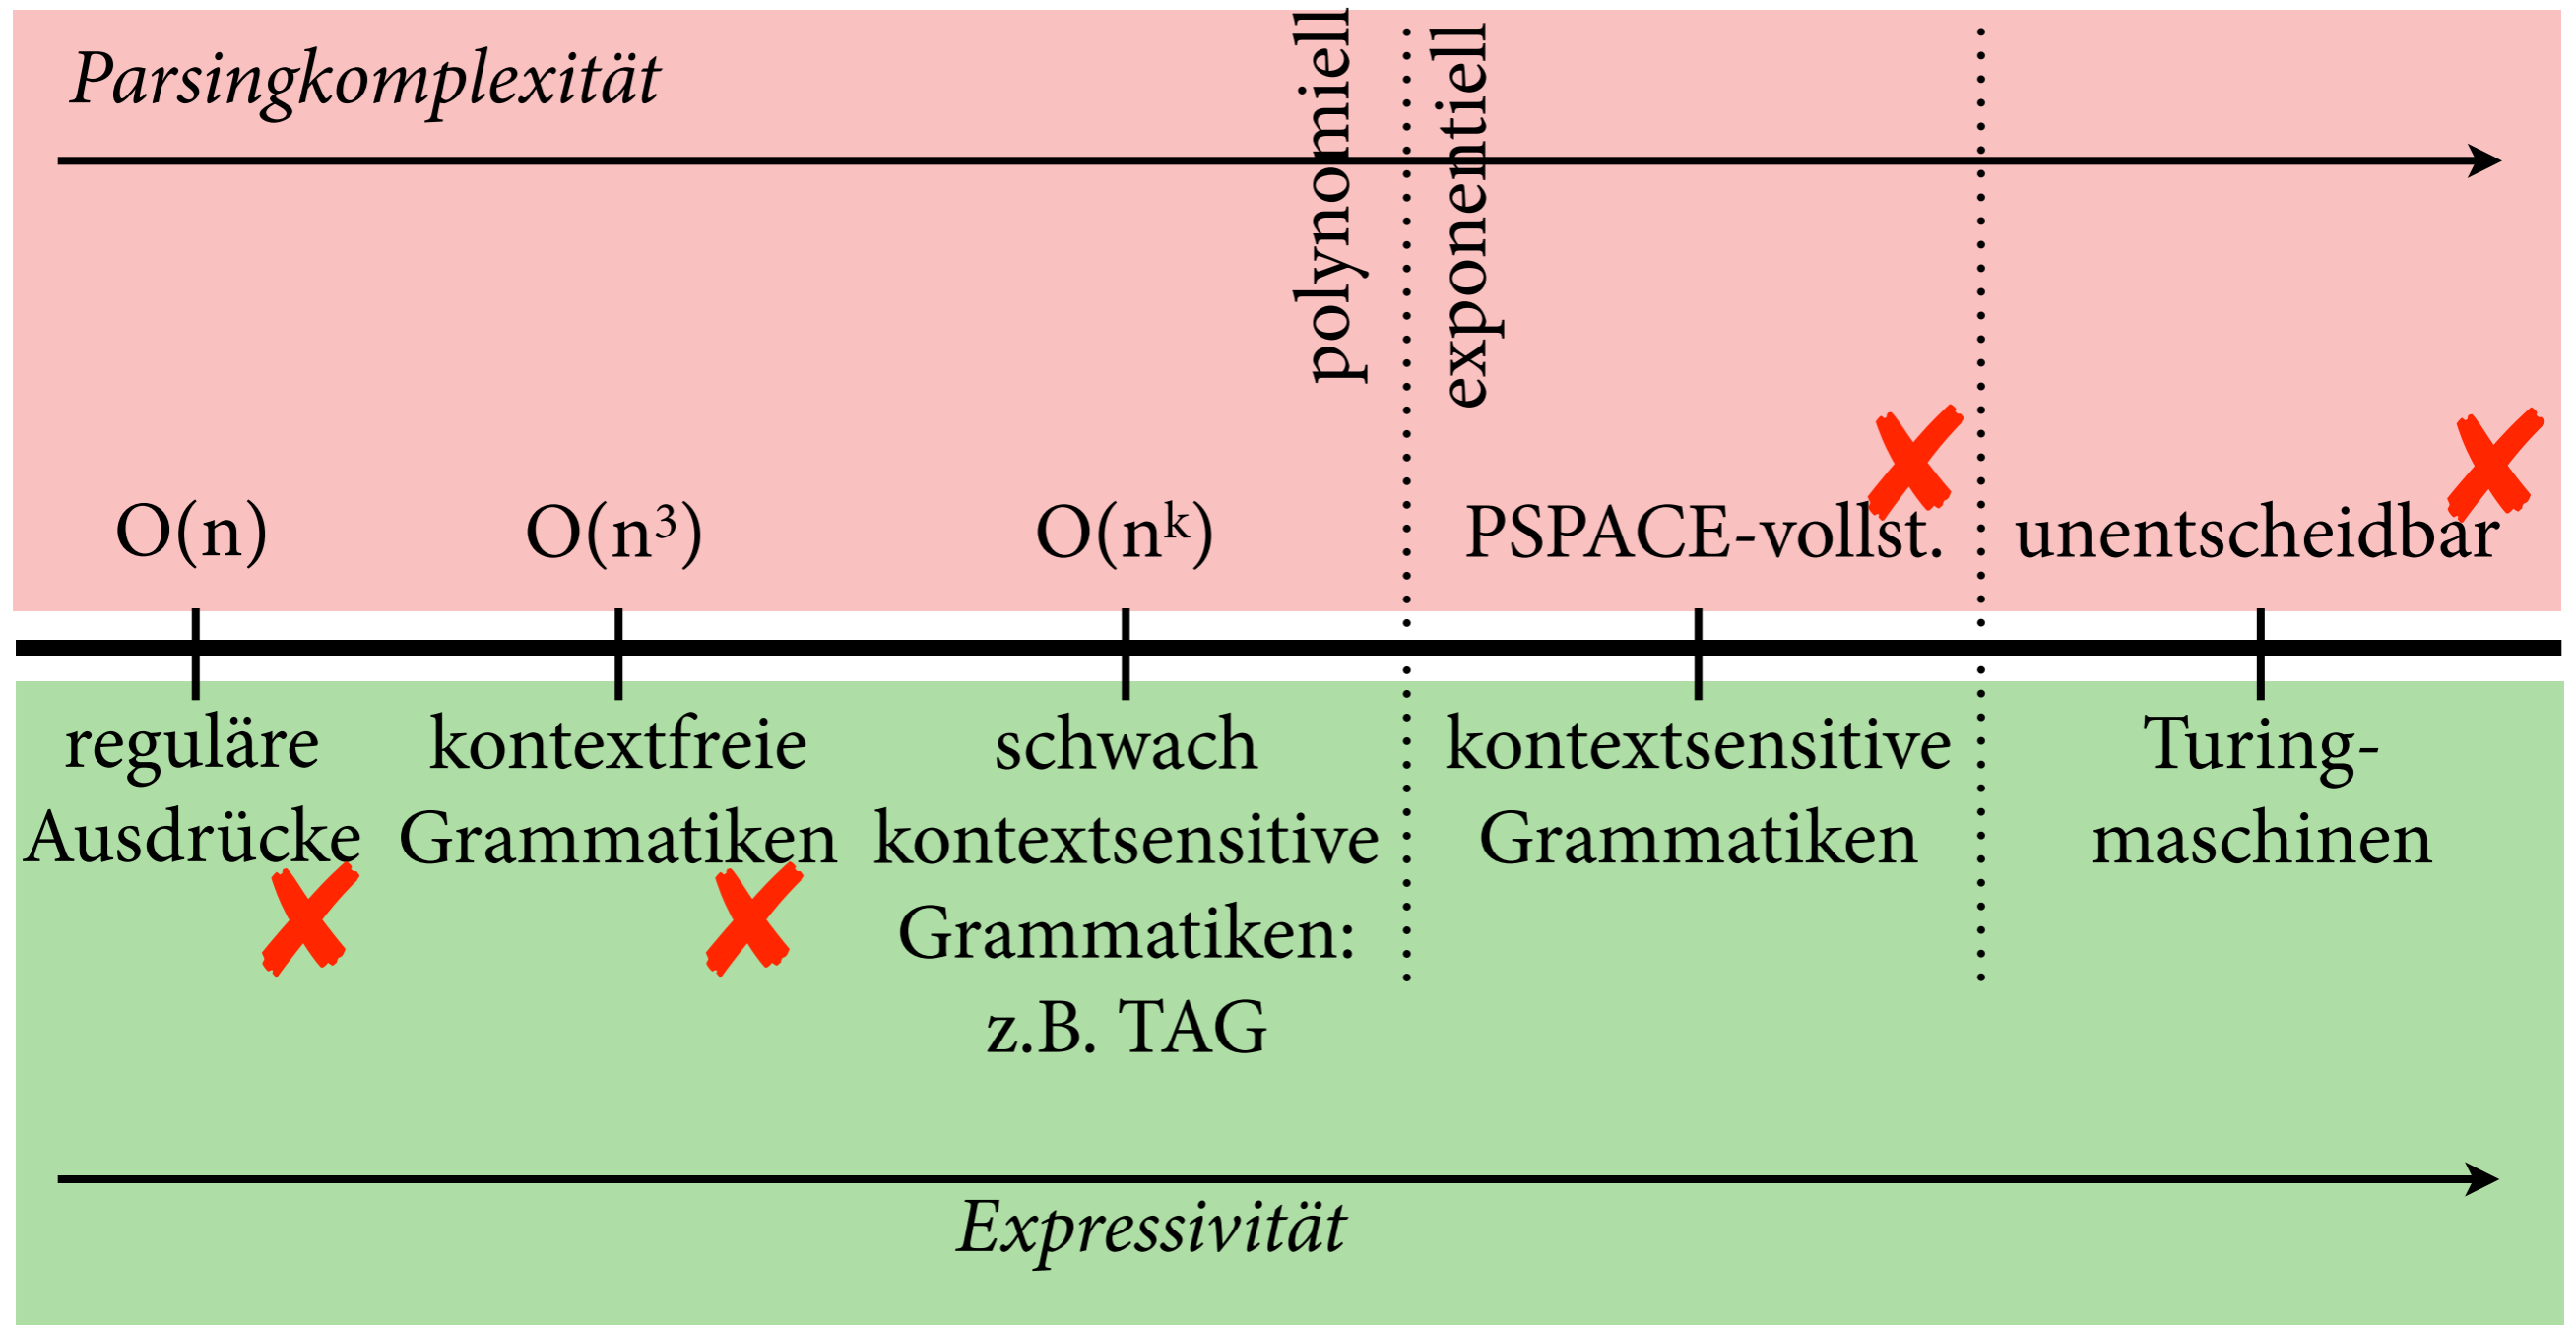 Parsingkomplexität
polynomiell
exponentiell
O(n)
O(n³)
O(nᵏ)
PSPACE-vollst.
unentscheidbar
reguläre
Ausdrücke
kontextfreie
Grammatiken
schwach
kontextsensitive
Grammatiken:
z.B. TAG
kontextsensitive
Grammatiken
Turing-
maschinen
Expressivität